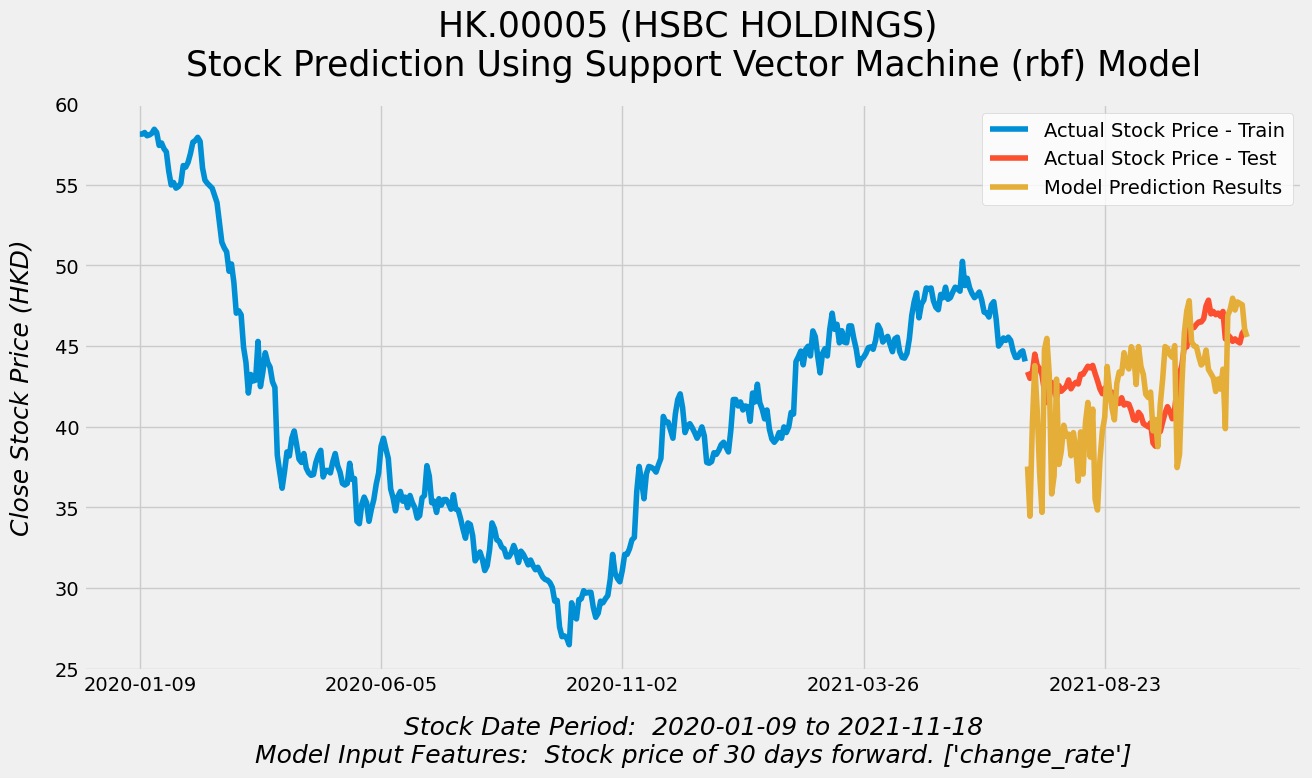 HK.00005 (HSBC HOLDINGS)
Stock Prediction Using Support Vector Machine (rbf) Model
Actual Stock Price - Train
Actual Stock Price - Test
Model Prediction Results
Close Stock Price (HKD)
60
55
50
45
40
35
30
25
2020-01-09
2020-06-05
2020-11-02
2021-03-26
2021-08-23
Stock Date Period:  2020-01-09 to 2021-11-18
Model Input Features:  Stock price of 30 days forward. ['change_rate']